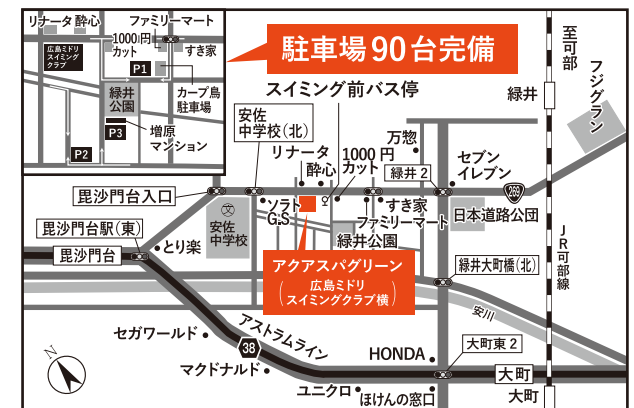 リナータ 酔心
ファミリーマート
1000円
カット
すき家
広島ミドリ
スイミング
クラブ
P1
緑井
公園
カープ鳥
駐車場
P3
増原
マンション
P2
駐車場90台完備
スイミング前バス停
至可部
フジグラン
緑井
安佐
中学校(北)
万惣
リナータ
酔心
1000円
カット
緑井2
セブン
イレブン
毘沙門台入口
ソラト
G.S
すき家
ファミリーマート
日本道路公団
269
文
安佐
中学校
毘沙門台駅(東)
とり楽
毘沙門台
緑井公園
アクアスパグリーン
(広島ミドリ
スイミングクラブ横)
緑井大町橋(北)
JR可部線
安川
セガワールド
アストラムライン
38
マクドナルド
HONDA
大町東2
大町
ユニクロ
ほけんの窓口
大町
N